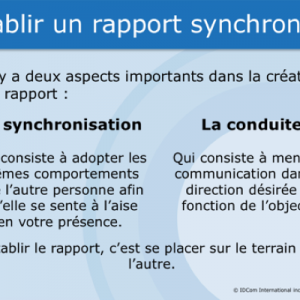 ablir un rapport synchron
y a deux aspects importants dans la créat
rapport :
synchronisation
La conduite
consiste à adopter les
êmes comportements
e l'autre personne afin
'elle se sente à l'aise
en votre présence.
Qui consiste à men
communication dan
direction désirée
fonction de l'objec
tablir le rapport, c'est se placer sur le terrain
l'autre.
© IDCom International inc